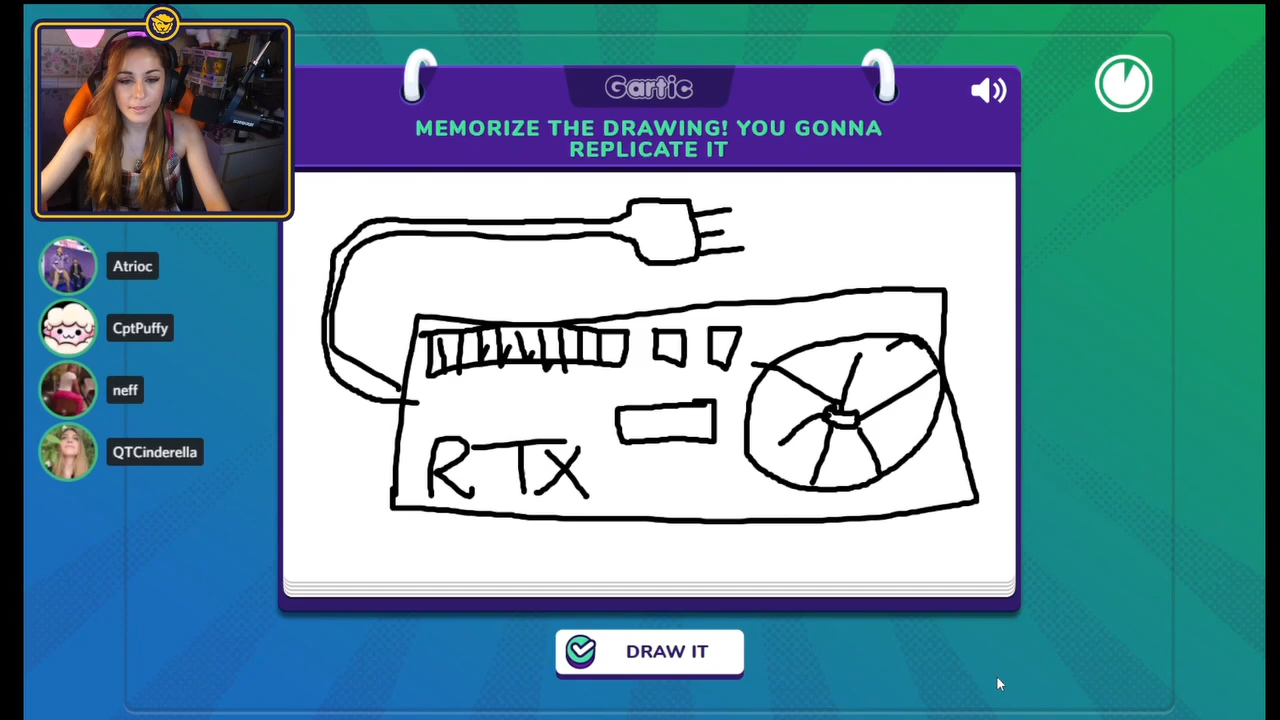 Gartic
MEMORIZE THE DRAWING! YOU GONNA
REPLICATE IT
Atrioc
CptPuffy
neff
QTCinderella
RTX
DRAW IT